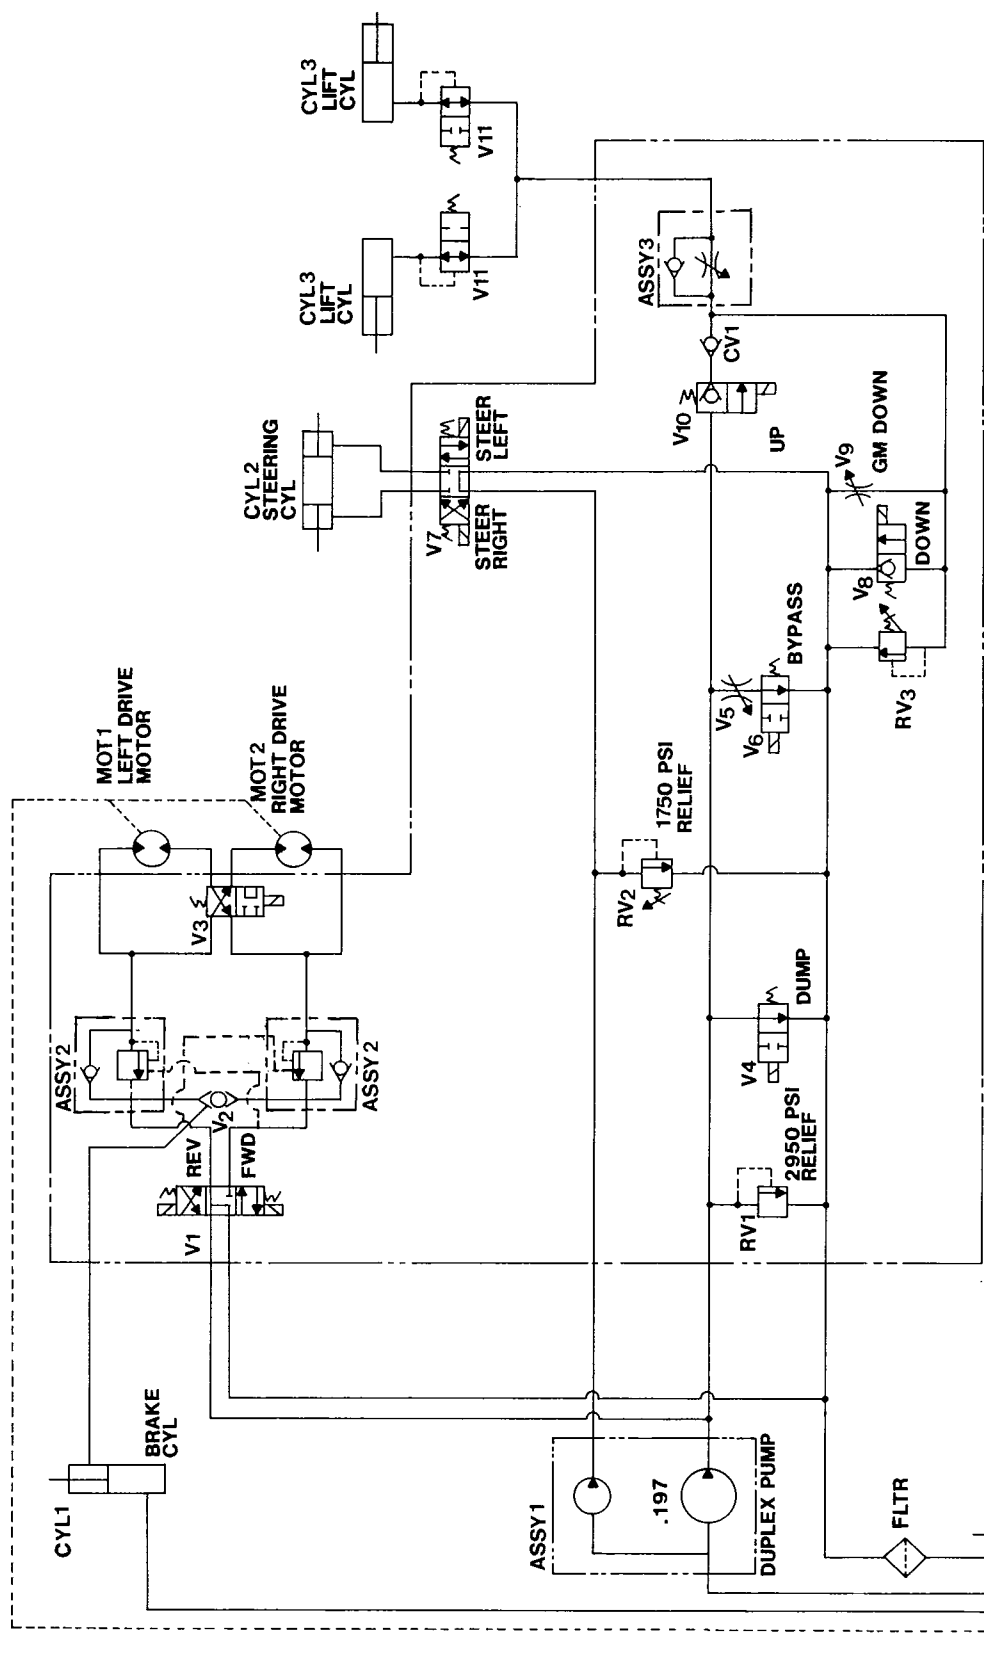 CYL3
LIFT
CYL
V11
CYL3
LIFT
CYL
V11
ASSY3
CV1
V10
UP
CYL2
STEERING
CYL
V7
STEER
LEFT
STEER
RIGHT
V9
GM DOWN
V8
DOWN
RV3
BYPASS
V5
V6
MOT1
LEFT DRIVE
MOTOR
MOT2
RIGHT DRIVE
MOTOR
V3
1750 PSI
RELIEF
RV2
DUMP
V4
2950 PSI
RELIEF
RV1
ASSY2
ASSY2
V2
REV
FWD
V1
BRAKE
CYL
CYL1
ASSY1
.197
DUPLEX PUMP
FLTR